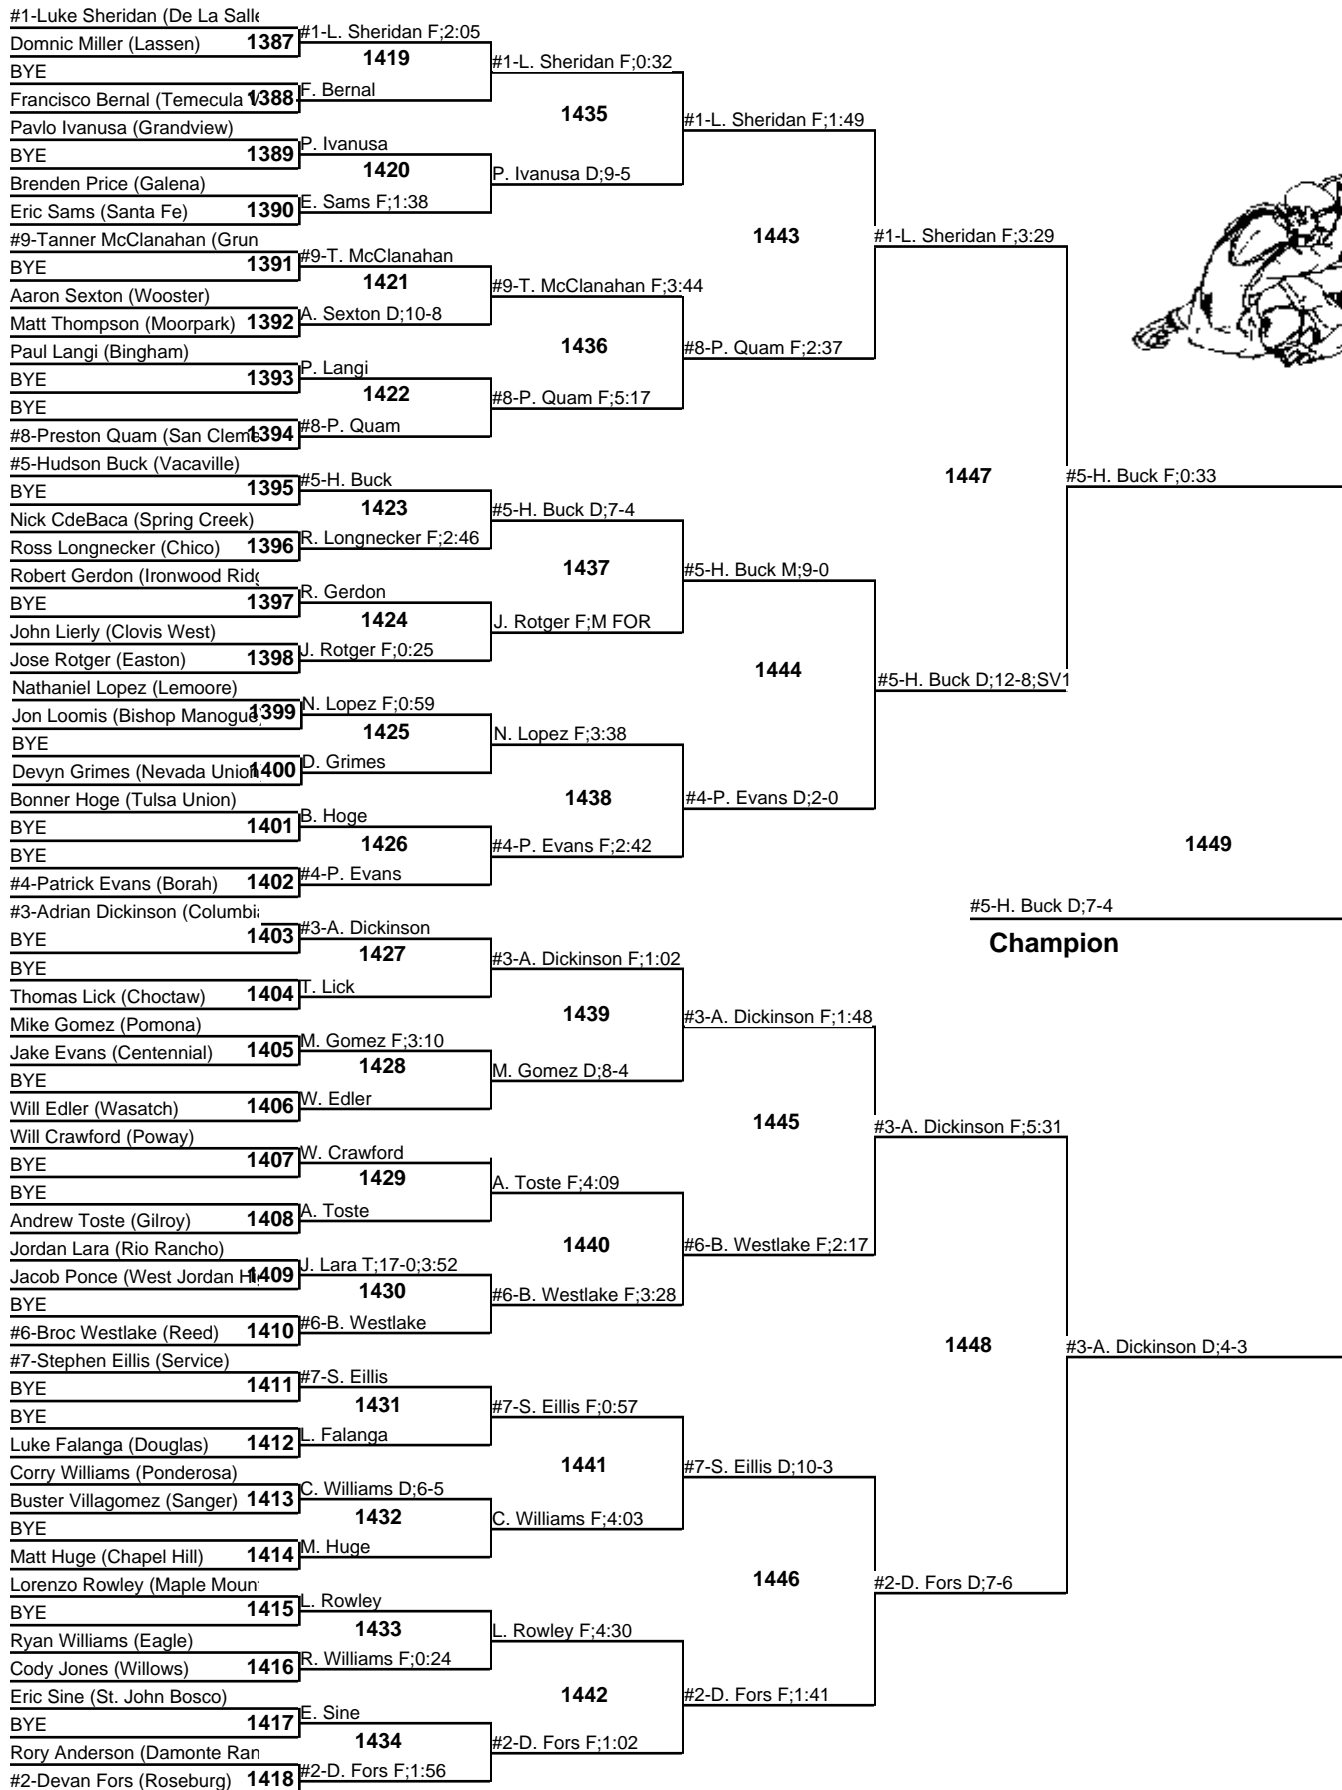 #1-Luke Sheridan (De La Salle
Domnic Miller (Lassen)
1387
BYE
Francisco Bernal (Temecula
1388
Pavlo Ivanusa (Grandview)
BYE
1389
Brenden Price (Galena)
Eric Sams (Santa Fe)
1390
#9-Tanner McClanahan (Grun
BYE
1391
Aaron Sexton (Wooster)
Matt Thompson (Moorpark)
1392
Paul Langi (Bingham)
BYE
1393
BYE
#8-Preston Quam (San Cleme
1394
#5-Hudson Buck (Vacaville)
BYE
1395
Nick CdeBaca (Spring Creek)
Ross Longnecker (Chico)
1396
Robert Gerdon (Ironwood Ridg
BYE
1397
John Lierly (Clovis West)
Jose Rotger (Easton)
1398
Nathaniel Lopez (Lemoore)
Jon Loomis (Bishop Manogue
1399
BYE
Devyn Grimes (Nevada Union
1400
Bonner Hoge (Tulsa Union)
BYE
1401
BYE
#4-Patrick Evans (Borah)
1402
#3-Adrian Dickinson (Columbia
BYE
1403
BYE
Thomas Lick (Choctaw)
1404
Mike Gomez (Pomona)
Jake Evans (Centennial)
1405
BYE
Will Edler (Wasatch)
1406
Will Crawford (Poway)
BYE
1407
BYE
Andrew Toste (Gilroy)
1408
Jordan Lara (Rio Rancho)
Jacob Ponce (West Jordan Hi
1409
BYE
#6-Broc Westlake (Reed)
1410
#7-Stephen Eillis (Service)
BYE
1411
BYE
Luke Falanga (Douglas)
1412
Corry Williams (Ponderosa)
Buster Villagomez (Sanger)
1413
BYE
Matt Huge (Chapel Hill)
1414
Lorenzo Rowley (Maple Moun
BYE
1415
Ryan Williams (Eagle)
Cody Jones (Willows)
1416
Eric Sine (St. John Bosco)
BYE
1417
Rory Anderson (Damonte Ran
#2-Devan Fors (Roseburg)
1418
#1-L. Sheridan F;2:05
1419
F. Bernal
P. Ivanusa
1420
E. Sams F;1:38
#9-T. McClanahan
1421
A. Sexton D;10-8
P. Langi
1422
#8-P. Quam
#5-H. Buck
1423
R. Longnecker F;2:46
R. Gerdon
1424
J. Rotger F;0:25
N. Lopez F;0:59
1425
D. Grimes
B. Hoge
1426
#4-P. Evans
#3-A. Dickinson
1427
T. Lick
M. Gomez F;3:10
1428
W. Edler
W. Crawford
1429
A. Toste
J. Lara T;17-0;3:52
1430
#6-B. Westlake
#7-S. Eillis
1431
L. Falanga
C. Williams D;6-5
1432
M. Huge
L. Rowley
1433
R. Williams F;0:24
E. Sine
1434
#2-D. Fors F;1:56
#1-L. Sheridan F;0:32
1435
P. Ivanusa D;9-5
#9-T. McClanahan F;3:44
1436
#8-P. Quam F;5:17
#5-H. Buck D;7-4
1437
J. Rotger F;M FOR
N. Lopez F;3:38
1438
#4-P. Evans F;2:42
#3-A. Dickinson F;1:02
1439
M. Gomez D;8-4
A. Toste F;4:09
1440
#6-B. Westlake F;3:28
#7-S. Eillis F;0:57
1441
C. Williams F;4:03
L. Rowley F;4:30
1442
#2-D. Fors F;1:02
#1-L. Sheridan F;1:49
1443
#8-P. Quam F;2:37
#5-H. Buck M;9-0
1444
#4-P. Evans D;2-0
#3-A. Dickinson F;1:48
1445
#6-B. Westlake F;2:17
#7-S. Eillis D;10-3
1446
#2-D. Fors F;1:41
#1-L. Sheridan F;3:29
1447
#5-H. Buck D;12-8;SV1
#3-A. Dickinson F;5:31
1448
#2-D. Fors D;7-6
#5-H. Buck F;0:33
1449
#3-A. Dickinson D;4-3
#5-H. Buck D;7-4
Champion